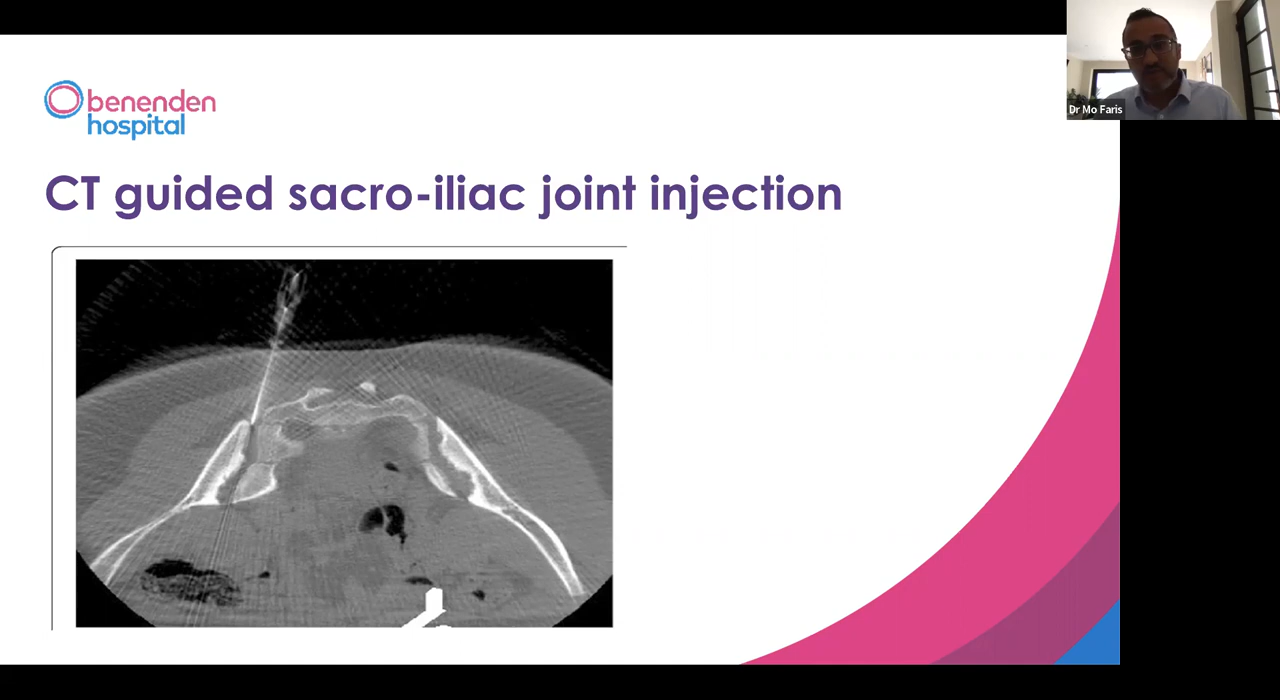 benenden
hospital
CT guided sacro-iliac joint injection
Dr Mo Faris